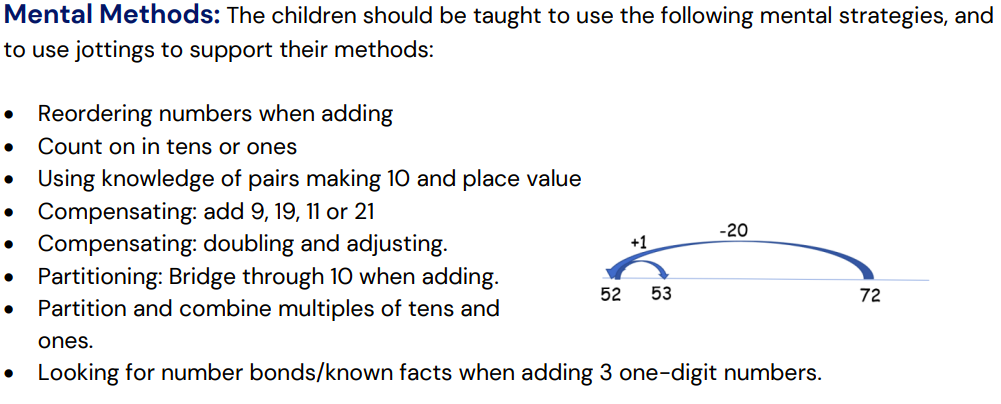 Mental Methods: The children should be taught to use the following mental strategies, and
to use jottings to support their methods:
• Reordering numbers when adding
• Count on in tens or ones
• Using knowledge of pairs making 10 and place value
• Compensating: add 9, 19, 11 or 21
• Compensating: doubling and adjusting.
• Partitioning: Bridge through 10 when adding.
• Partition and combine multiples of tens and
ones.
• Looking for number bonds/known facts when adding 3 one-digit numbers.
-20
+1
52 53 72